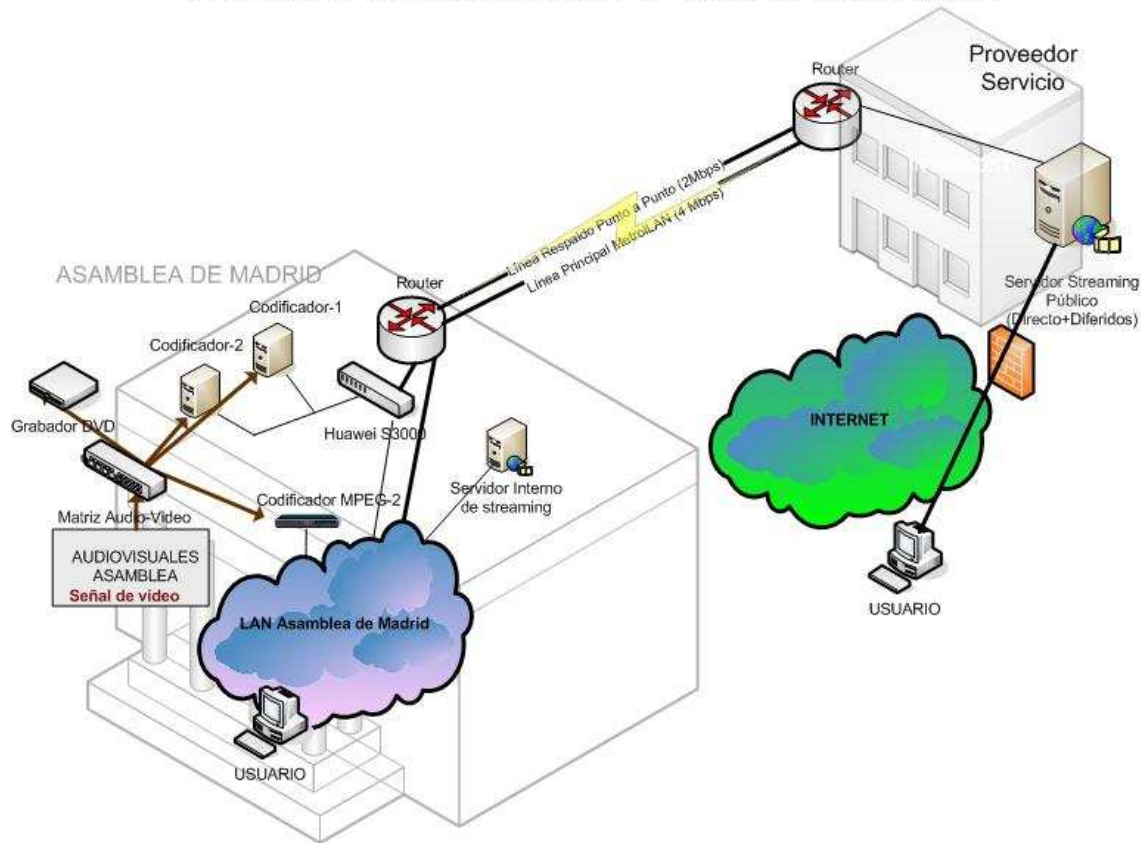 Proveedor
Servicio
Router
Línea Respaldo Punto a Punto (2Mbps)
Línea Principal MetrolLAN (4 Mbps)
ASAMBLEA DE MADRID
Router
Codificador-1
Codificador-2
Servidor Streaming
Público
(Directo+Diferidos)
Grabador DVD
Huawei S3000
INTERNET
Servidor Interno
de streaming
Codificador MPEG-2
Matriz Audio-Video
AUDIOVISUALES
ASAMBLEA
Señal de vídeo
LAN Asamblea de Madrid
USUARIO
USUARIO